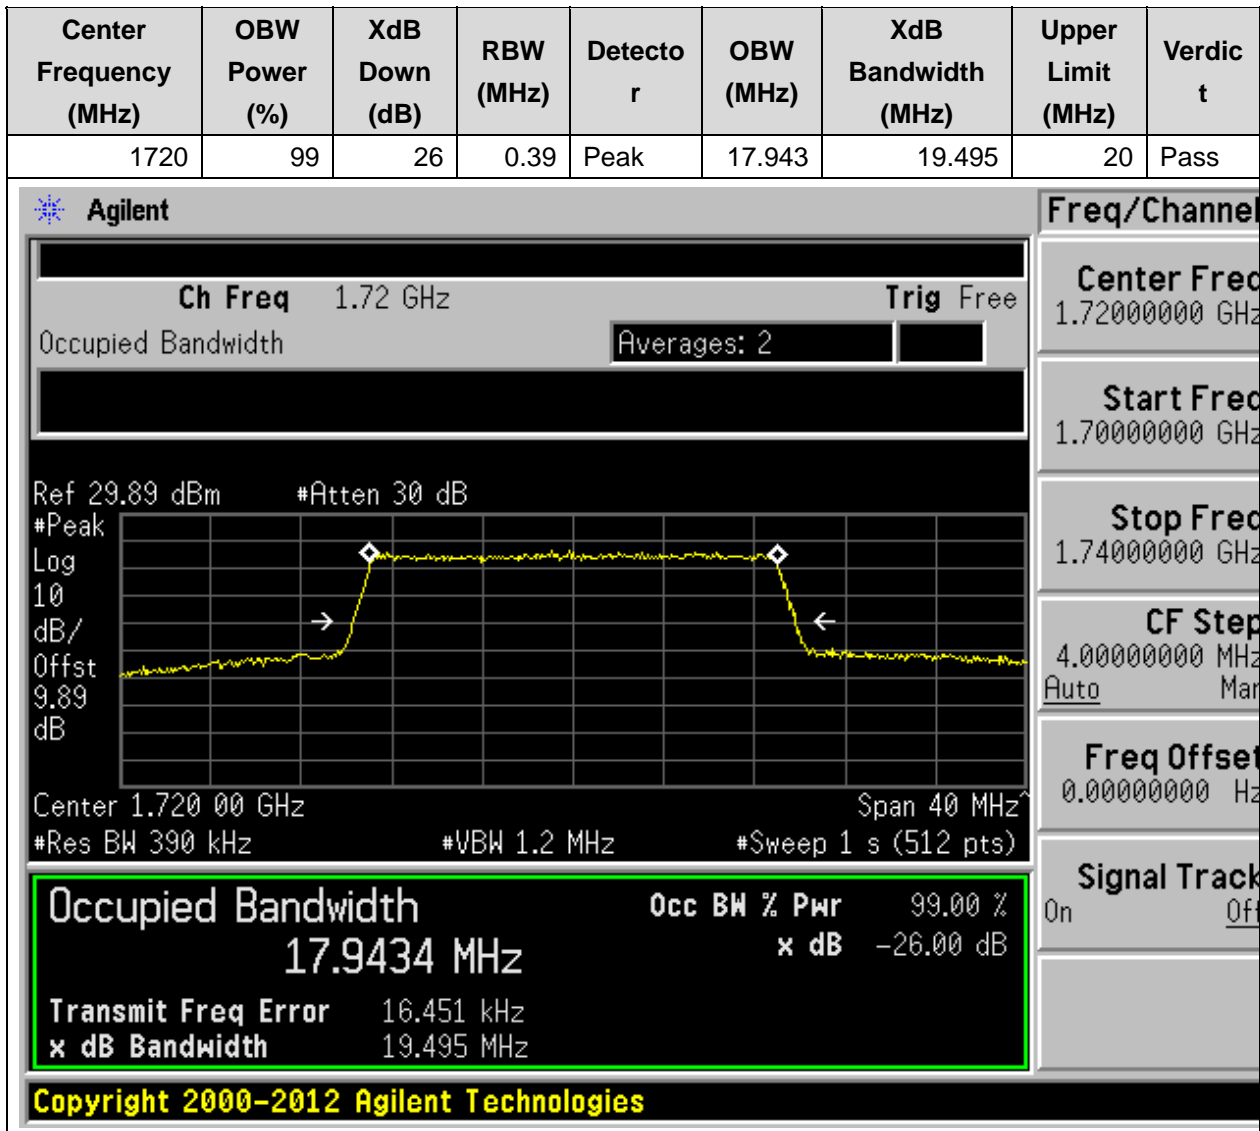 Center Frequency (MHz) OBW Power (%) XdB Down (dB) RBW (MHz) Detecto r OBW (MHz) XdB Bandwidth (MHz) Upper Limit (MHz) Verdic t
1720 99 26 0.39 Peak 17.943 19.495 20 Pass
Agilent
Freq/Channel
Ch Freq 1.72 GHz Trig Free
Occupied Bandwidth Averages: 2
Center Freq
1.72000000 GHz
Start Freq
1.70000000 GHz
Stop Freq
1.74000000 GHz
CF Step
4.00000000 MHz
Auto Man
Freq Offset
0.00000000 Hz
Signal Track
On Off
Ref 29.89 dBm #Atten 30 dB
#Peak
Log
10
dB/
Offst
9.89
dB
Center 1.720 00 GHz Span 40 MHz^
#Res BW 390 kHz #VBW 1.2 MHz #Sweep 1 s (512 pts)
Occupied Bandwidth
17.9434 MHz
Occ BW % Pwr 99.00 %
x dB -26.00 dB
Transmit Freq Error 16.451 kHz
x dB Bandwidth 19.495 MHz
Copyright 2000-2012 Agilent Technologies